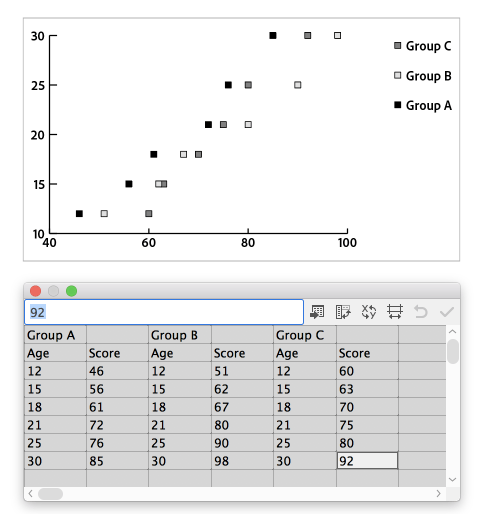 30
25
20
15
10
40 60 80 100
Group C
Group B
Group A
92
Group A Group B Group C
Age Score Age Score Age Score
12 46 12 51 12 60
15 56 15 62 15 63
18 61 18 67 18 70
21 72 21 80 21 75
25 76 25 90 25 80
30 85 30 98 30 92